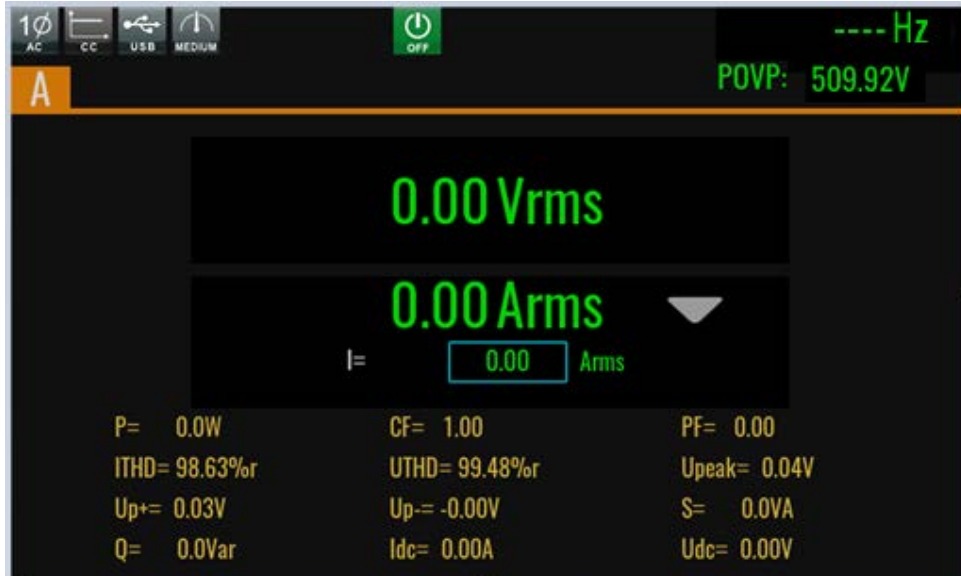 1Ø AC CC USB MEDIUM OFF ---- Hz
POVP: 509.92V
A
0.00 Vrms
0.00 Arms
I= 0.00 Arms
P= 0.0W CF= 1.00 PF= 0.00
ITHD= 98.63%r UTHD= 99.48%r Upeak= 0.04V
Up+= 0.03V Up-= -0.00V S= 0.0VA
Q= 0.0Var Idc= 0.00A Udc= 0.00V